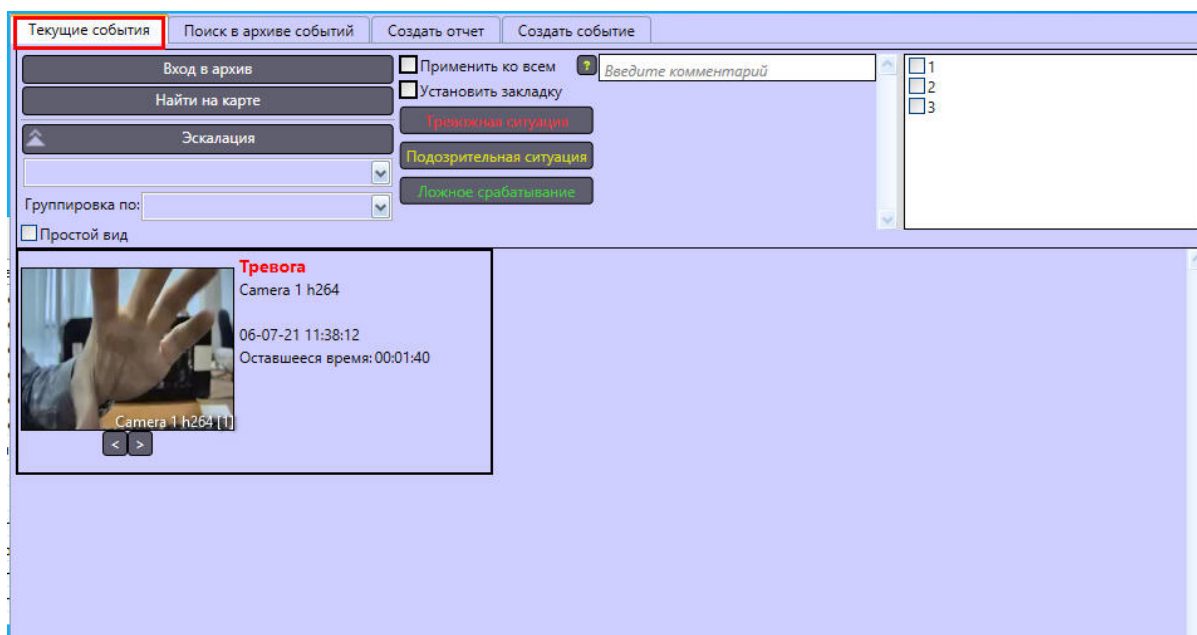 Текущие события
Поиск в архиве событий
Создать отчет
Создать событие
Вход в архив
Найти на карте
Эскалация
Группировка по:
Простой вид
Применить ко всем
?
Установить закладку
Тревожная ситуация
Подозрительная ситуация
Ложное срабатывание
Введите комментарий
1
2
3
Тревога
Camera 1 h264
06-07-21 11:38:12
Оставшееся время: 00:01:40
Camera 1 h264 [1]
< >